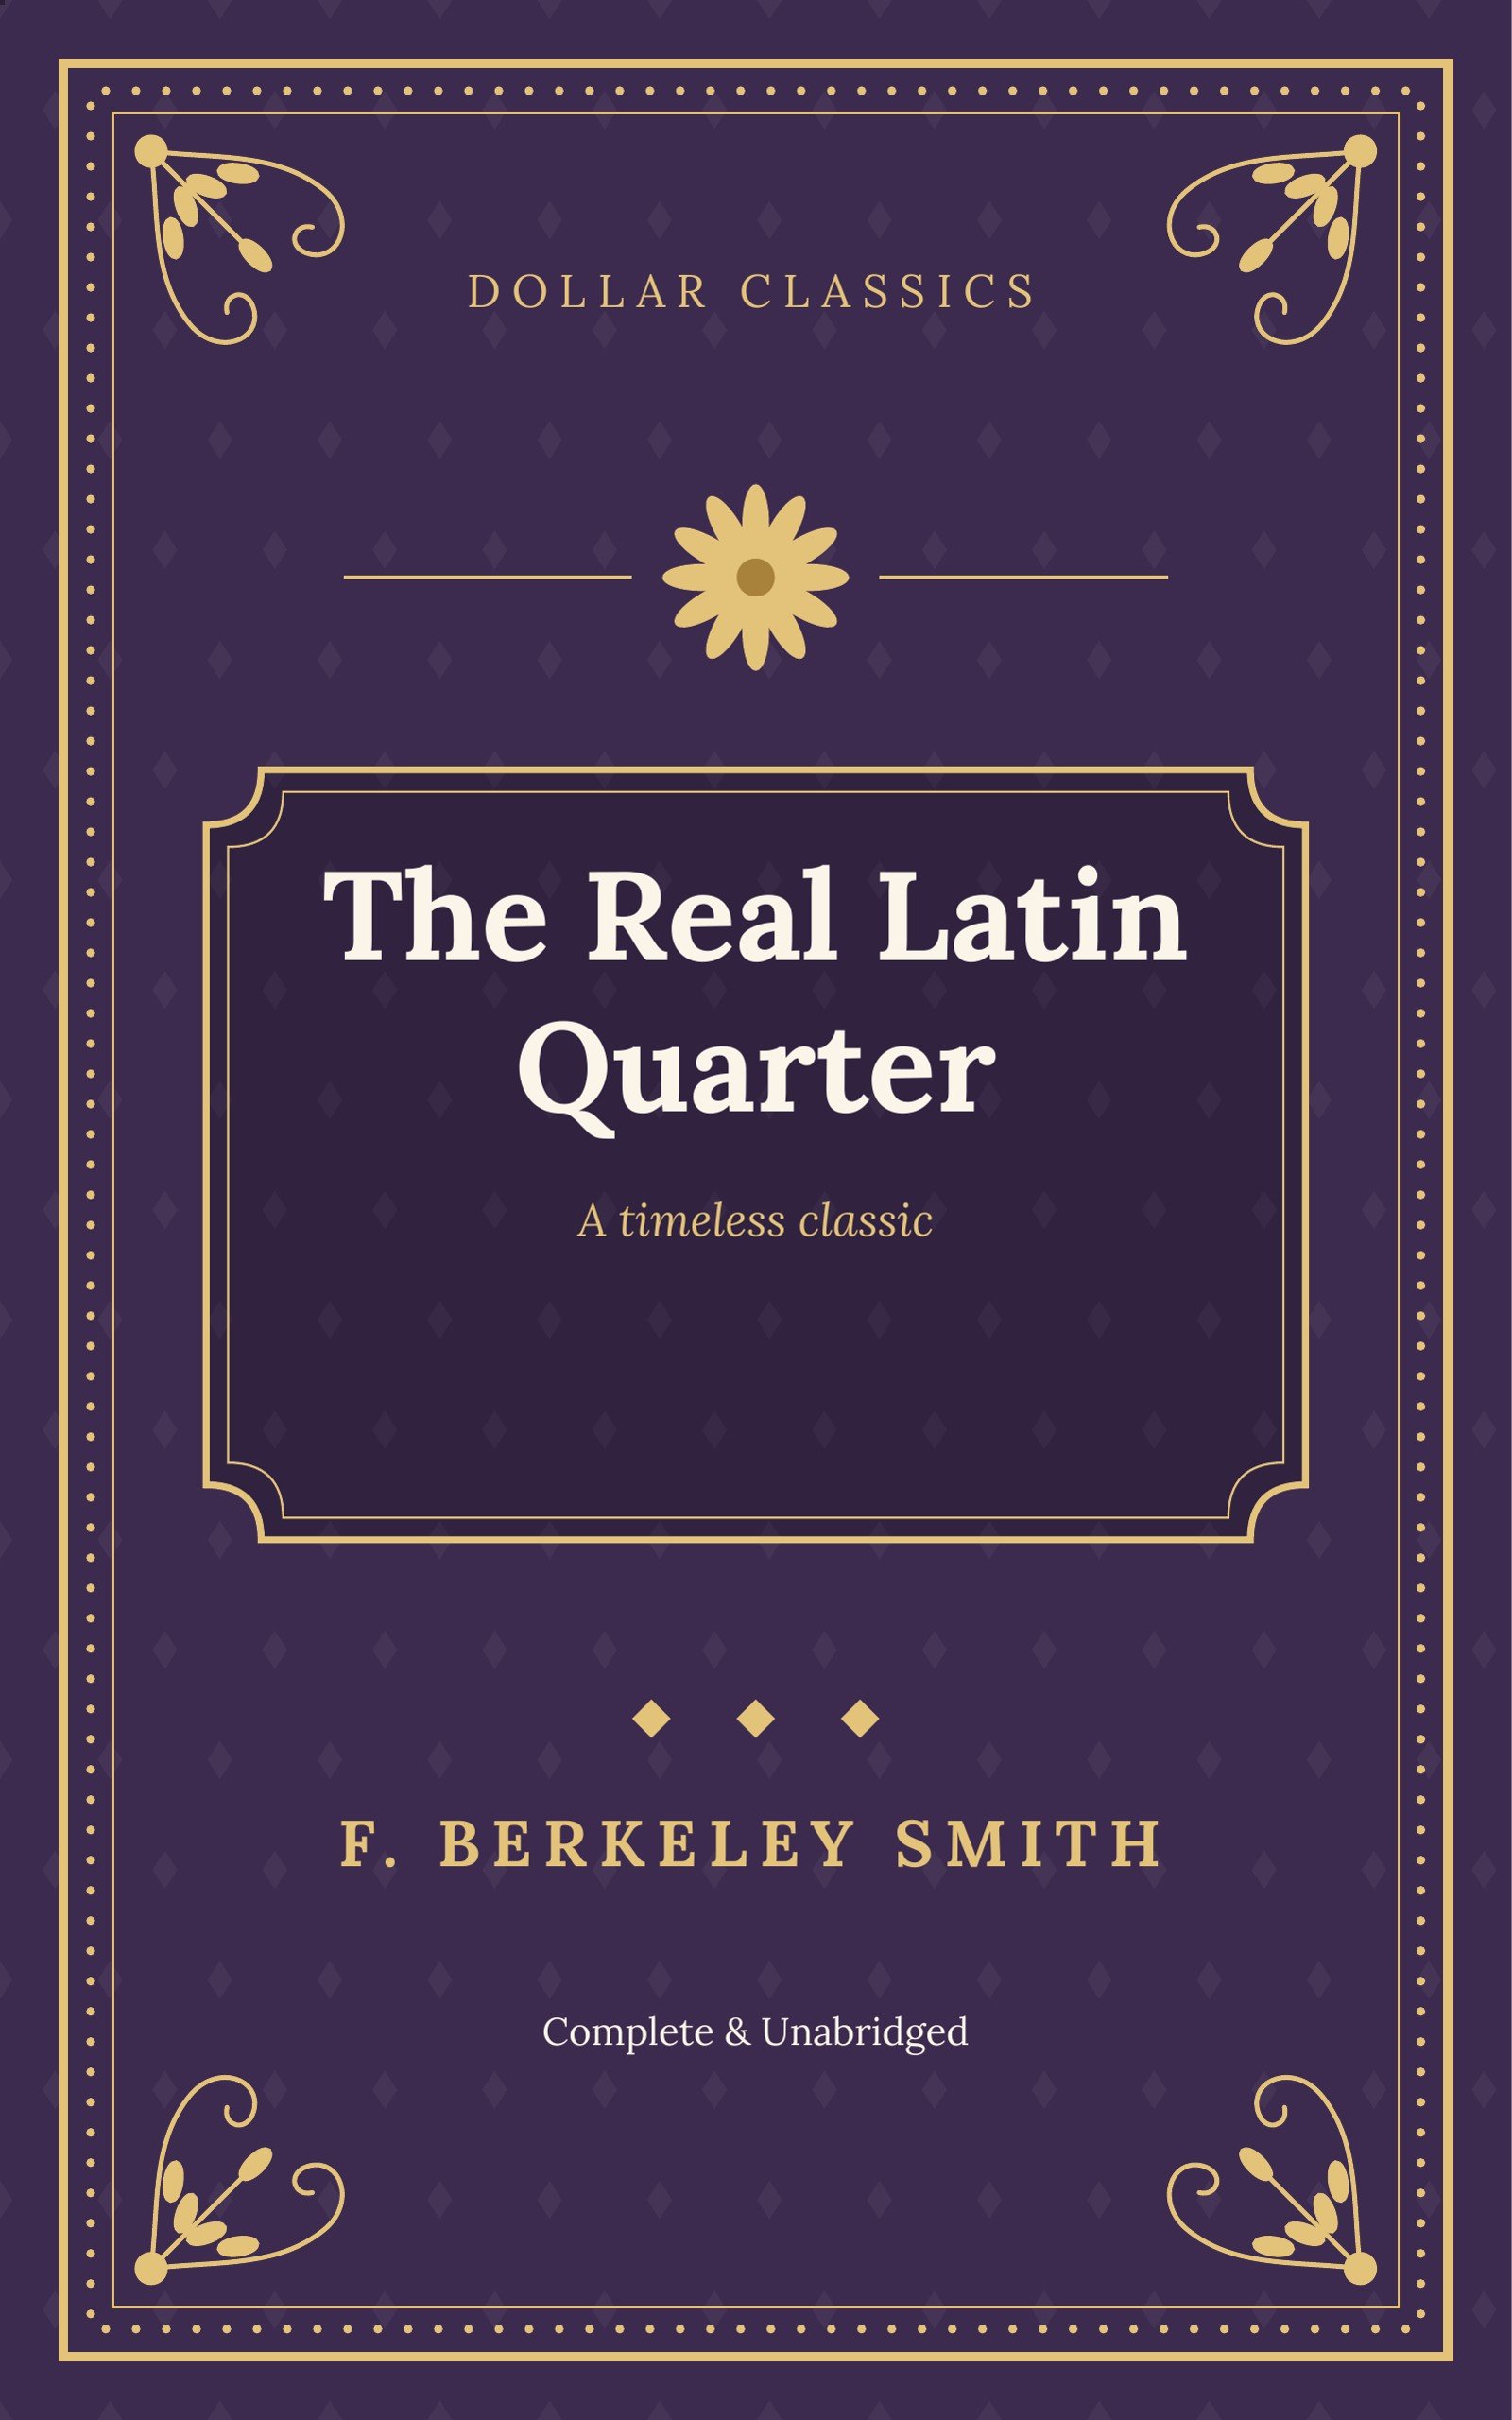 DOLLAR CLASSICS
The Real Latin
Quarter
A timeless classic
F. BERKELEY SMITH
Complete & Unabridged